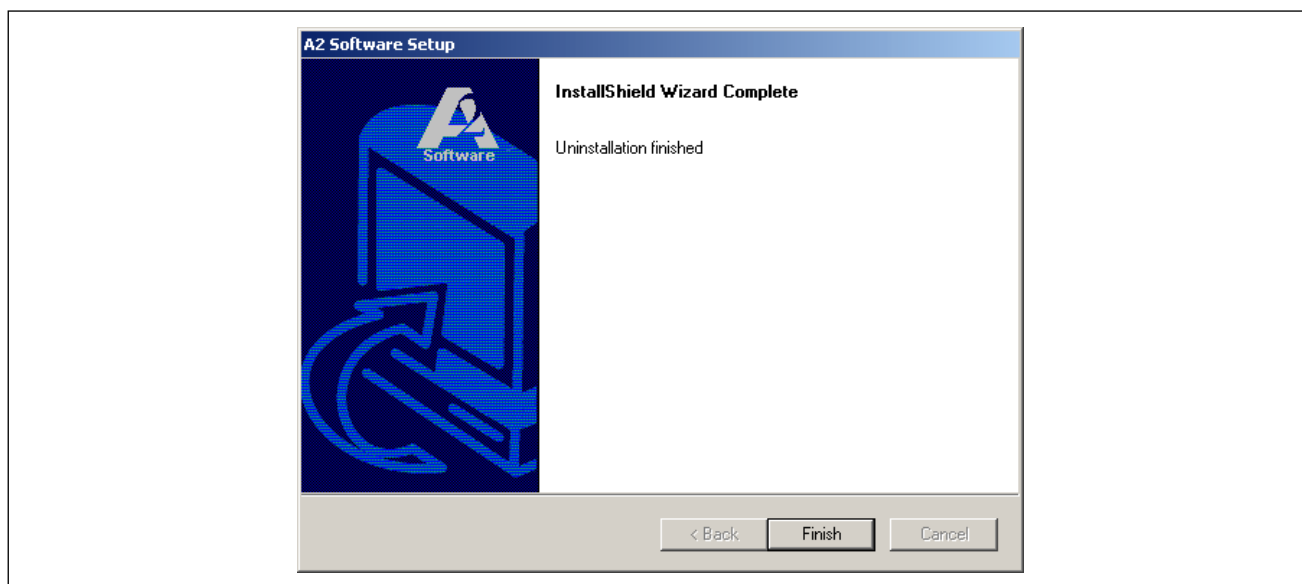 A2 Software Setup
InstallShield Wizard Complete
Uninstallation finished
A2
Software
< Back
Finish
Cancel